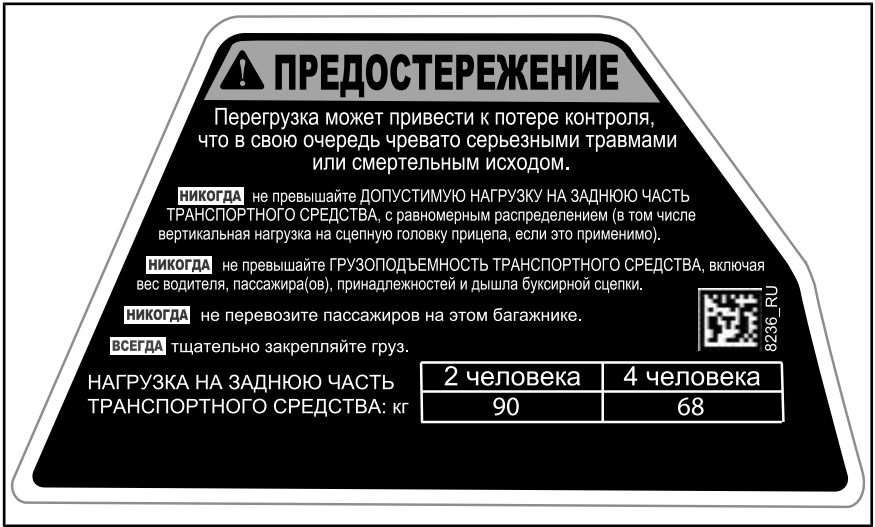 ПРЕДОСТЕРЕЖЕНИЕ
Перегрузка может привести к потере контроля,
что в свою очередь чревато серьезными травмами
или смертельным исходом.
НИКОГДА не превышайте ДОПУСТИМУЮ НАГРУЗКУ НА ЗАДНЮЮ ЧАСТЬ
ТРАНСПОРТНОГО СРЕДСТВА, с равномерным распределением (в том числе
вертикальная нагрузка на сцепную головку прицепа, если это применимо).
НИКОГДА не превышайте ГРУЗОПОДЪЕМНОСТЬ ТРАНСПОРТНОГО СРЕДСТВА, включая
вес водителя, пассажира(ов), принадлежностей и дышла буксирной сцепки.
НИКОГДА не перевозите пассажиров на этом багажнике.
ВСЕГДА тщательно закрепляйте груз.
8236_RU
НАГРУЗКА НА ЗАДНЮЮ ЧАСТЬ
ТРАНСПОРТНОГО СРЕДСТВА: кг
2 человека 4 человека
90 68